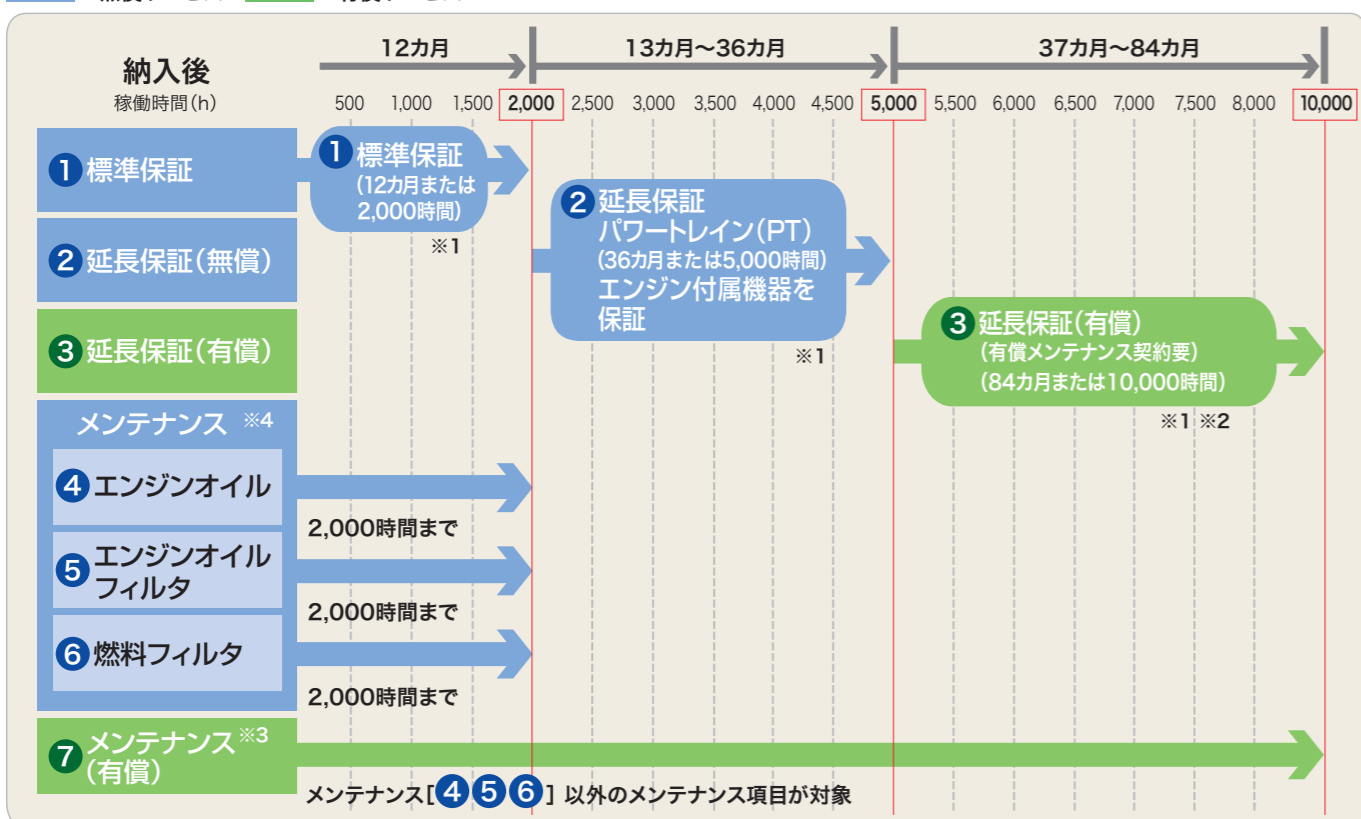 納入後
稼働時間(h)
12カ月
13カ月~36カ月
37カ月~84カ月
500 1,000 1,500 2,000 2,500 3,000 3,500 4,000 4,500 5,000 5,500 6,000 6,500 7,000 7,500 8,000 10,000
1 標準保証
1 標準保証
(12カ月または
2,000時間)
※1
2 延長保証(無償)
2 延長保証
パワートレイン(PT)
(36カ月または5,000時間)
エンジン付属機器を
保証
※1
3 延長保証(有償)
3 延長保証(有償)
(有償メンテナンス契約要)
(84カ月または10,000時間)
※1 ※2
メンテナンス ※4
4 エンジンオイル
2,000時間まで
5 エンジンオイル
フィルタ
2,000時間まで
6 燃料フィルタ
2,000時間まで
7 メンテナンス※3
(有償)
メンテナンス[4 5 6] 以外のメンテナンス項目が対象